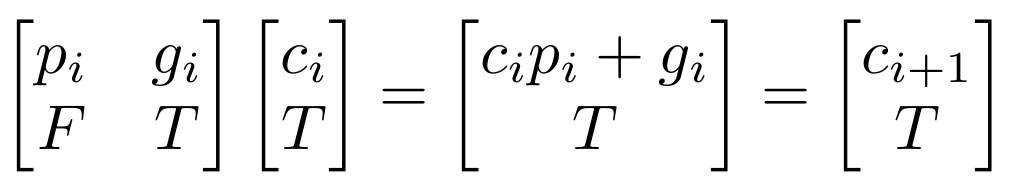 [p_i g_i] [c_i] = [c_i p_i + g_i] = [c_{i+1}]
[F T] [T] [T] [T]